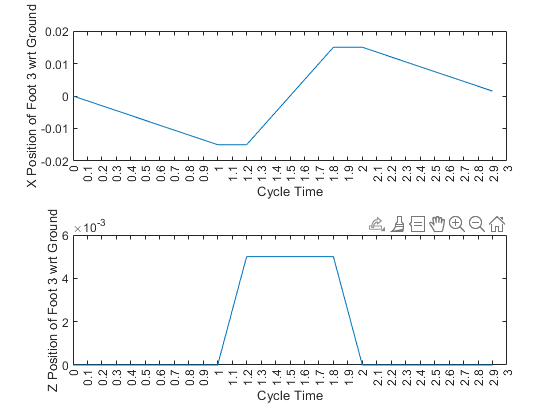 X Position of Foot 3 wrt Ground
0.02
0.01
0
-0.01
-0.02
0 0.1 0.2 0.3 0.4 0.5 0.6 0.7 0.8 0.9 1 1.1 1.2 1.3 1.4 1.5 1.6 1.7 1.8 1.9 2 2.1 2.2 2.3 2.4 2.5 2.6 2.7 2.8 2.9 3
Cycle Time
Z Position of Foot 3 wrt Ground
×10-3
6
4
2
0
0 0.1 0.2 0.3 0.4 0.5 0.6 0.7 0.8 0.9 1 1.1 1.2 1.3 1.4 1.5 1.6 1.7 1.8 1.9 2 2.1 2.2 2.3 2.4 2.5 2.6 2.7 2.8 2.9 3
Cycle Time